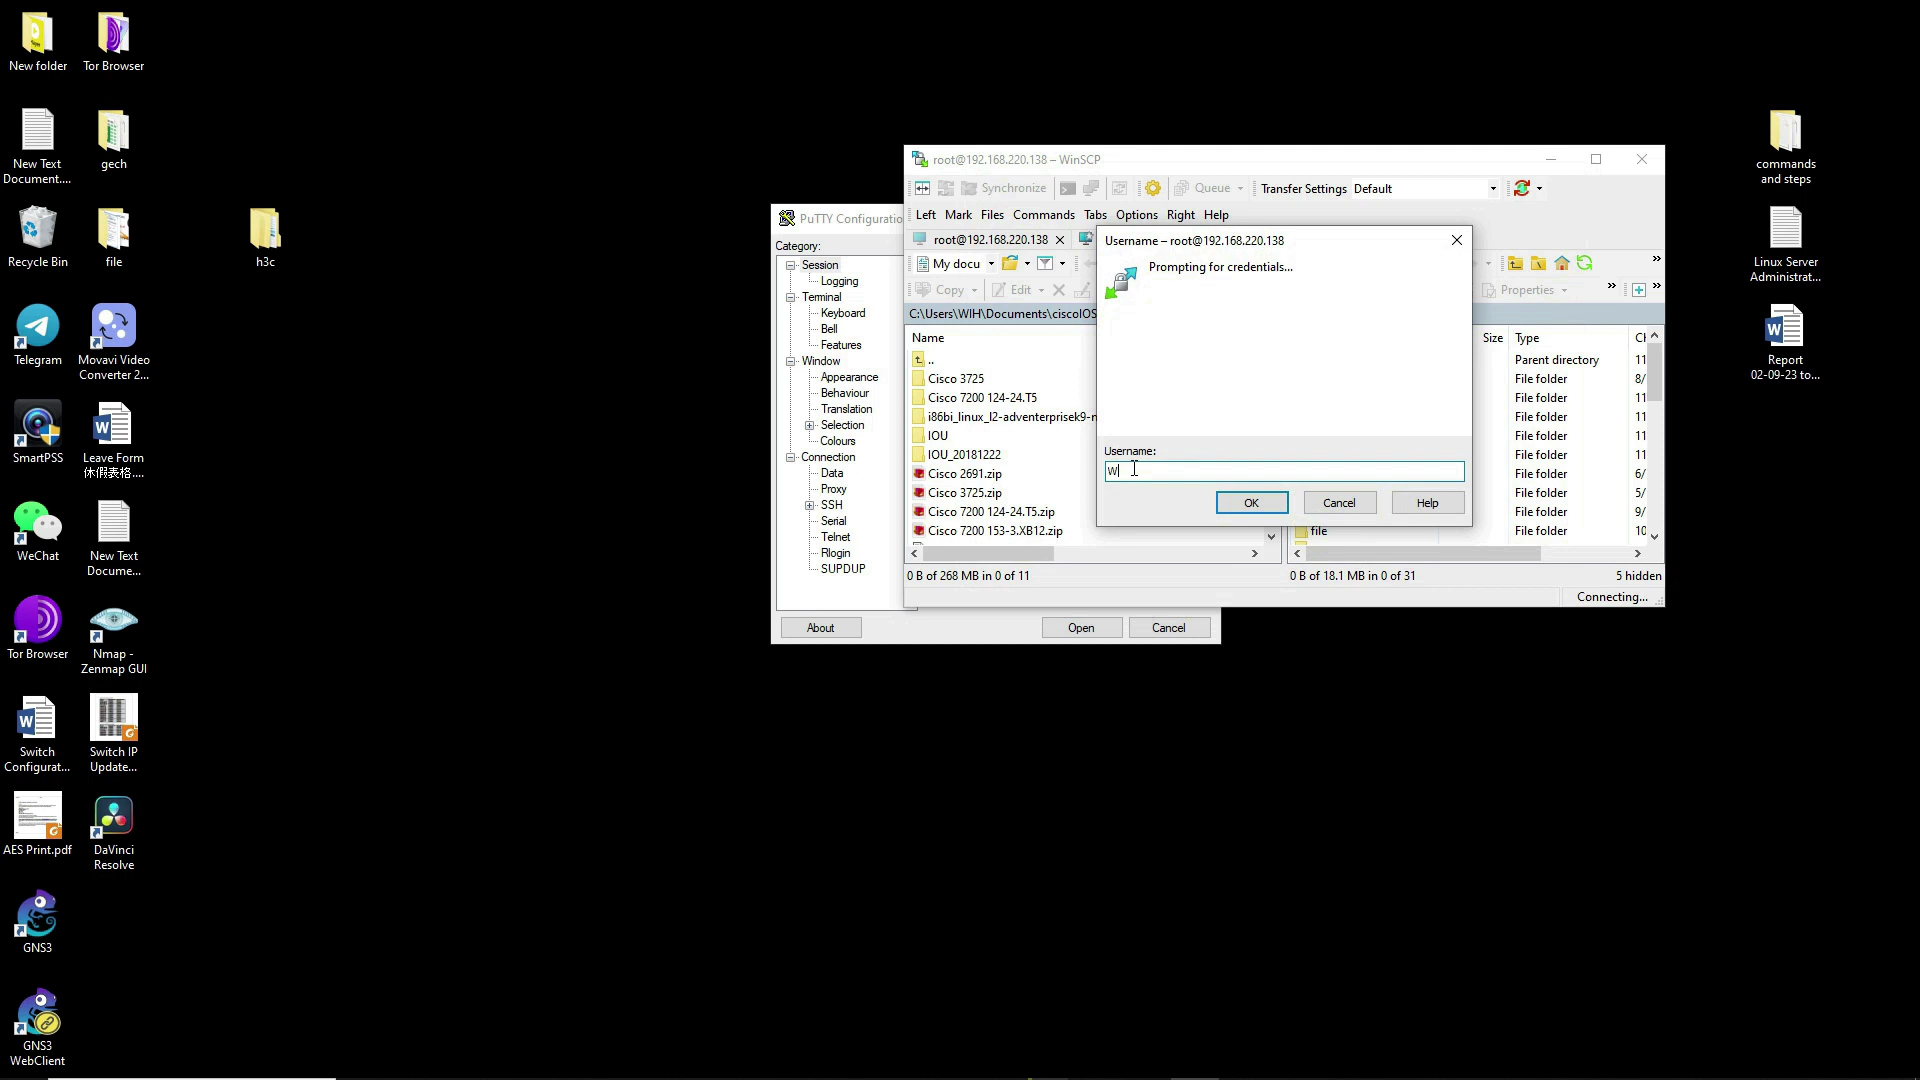 New folder
Tor Browser
New Text
Document....
gech
Recycle Bin
file
h3c
Telegram
Movavi Video
Converter 2...
SmartPSS
Leave Form
休假表格....
WeChat
New Text
Docume...
Tor Browser
Nmap -
Zenmap GUI
Switch
Configurat...
Switch IP
Update...
AES Print.pdf
DaVinci
Resolve
GNS3
GNS3
WebClient
commands
and steps
Linux Server
Administrat...
Report
02-09-23 to...
PuTTY Configuratio
Category:
Session
Logging
Terminal
Keyboard
Bell
Features
Window
Appearance
Behaviour
Translation
Selection
Colours
Connection
Data
Proxy
SSH
Serial
Telnet
Rlogin
SUPDUP
About
Open
Cancel
root@192.168.220.138 – WinSCP
Synchronize
Queue
Transfer Settings Default
Left Mark Files Commands Tabs Options Right Help
root@192.168.220.138
My docu
Copy
Edit
Properties
C:\Users\WIH\Documents\ciscoIOS
Name
..
Cisco 3725
Cisco 7200 124-24.T5
i86bi_linux_l2-adventerprisek9-
IOU
IOU_20181222
Cisco 2691.zip
Cisco 3725.zip
Cisco 7200 124-24.T5.zip
Cisco 7200 153-3.XB12.zip
Size Type
Parent directory 11
File folder 8/
File folder 11
File folder 11
File folder 11
File folder 11
File folder 6/
File folder 5/
File folder 9/
file File folder 10
0 B of 268 MB in 0 of 11
0 B of 18.1 MB in 0 of 31
5 hidden
Connecting...
Username – root@192.168.220.138
Prompting for credentials...
Username:
W
OK
Cancel
Help